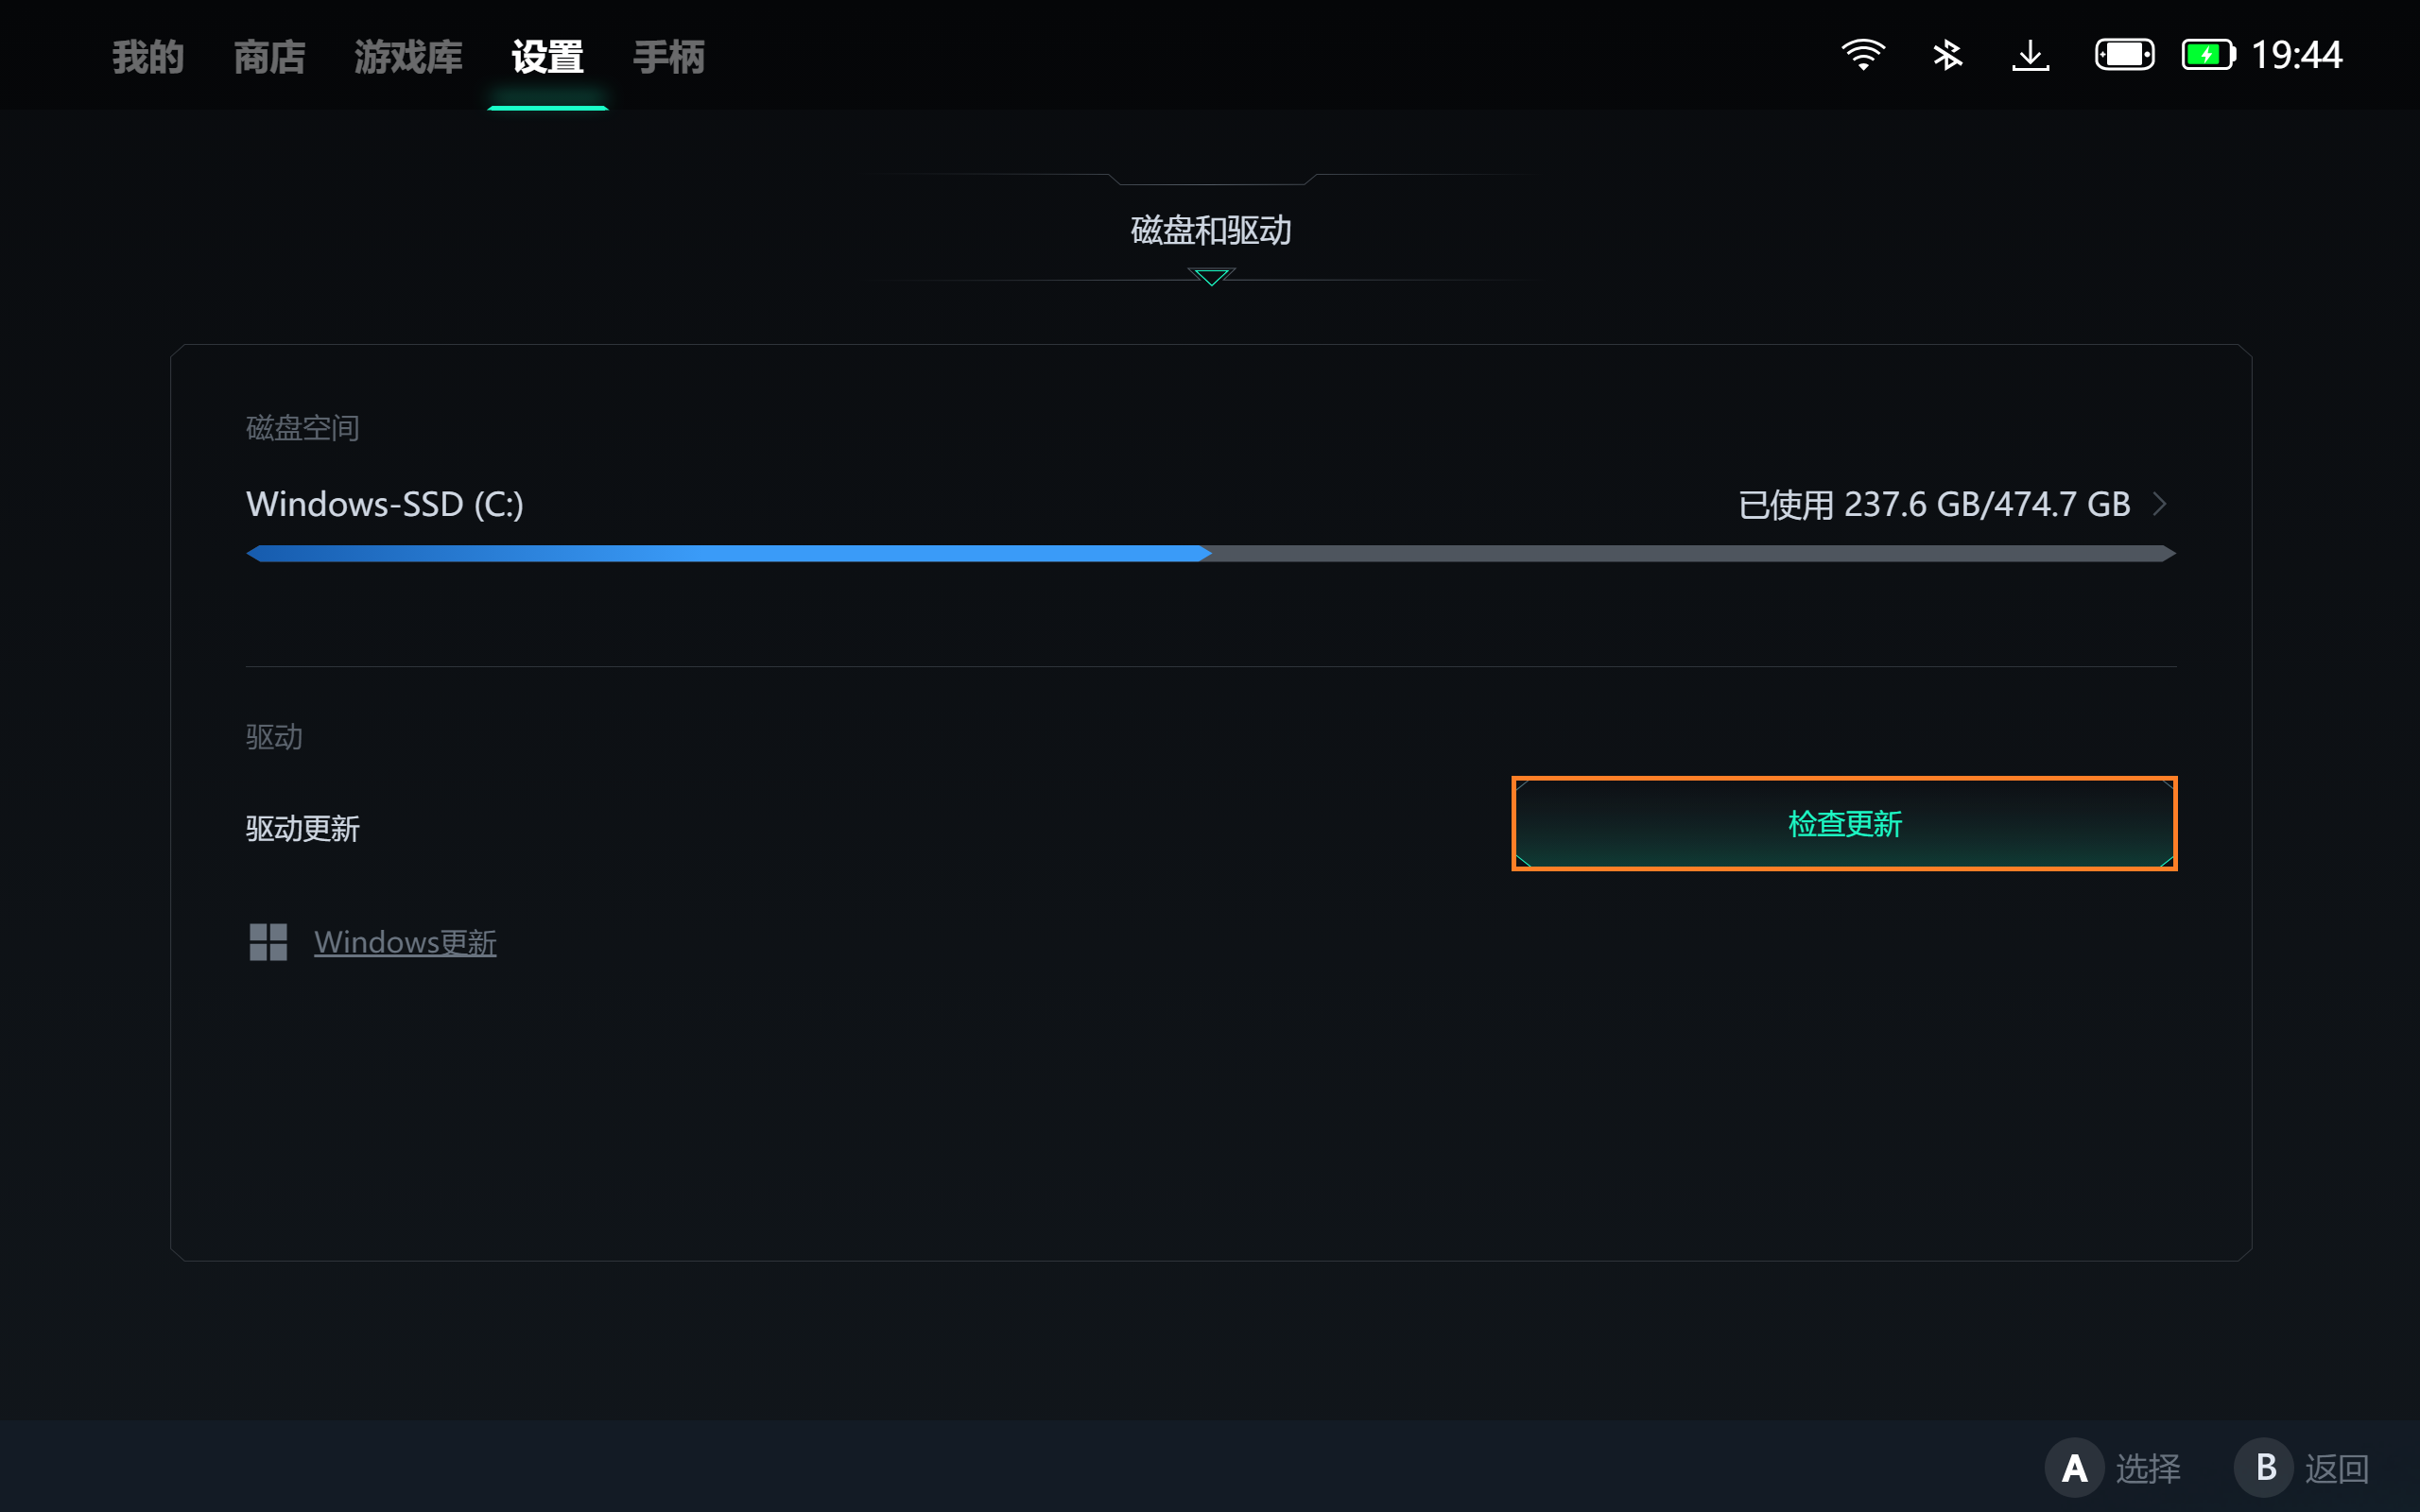 我的 商店 游戏库 设置 手柄 19:44
磁盘和驱动
磁盘空间
Windows-SSD (C:) 已使用 237.6 GB/474.7 GB
驱动
驱动更新 检查更新
Windows更新
A 选择 B 返回